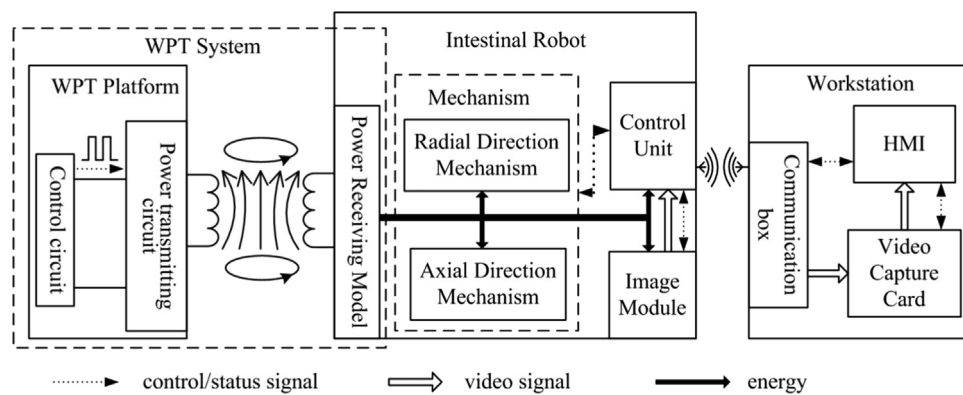 WPT System
WPT Platform
Control circuit
Power transmitting
circuit
Power Receiving Model
Intestinal Robot
Mechanism
Radial Direction
Mechanism
Axial Direction
Mechanism
Control
Unit
Image
Module
Workstation
Communication
box
HMI
Video
Capture
Card
control/status signal
video signal
energy